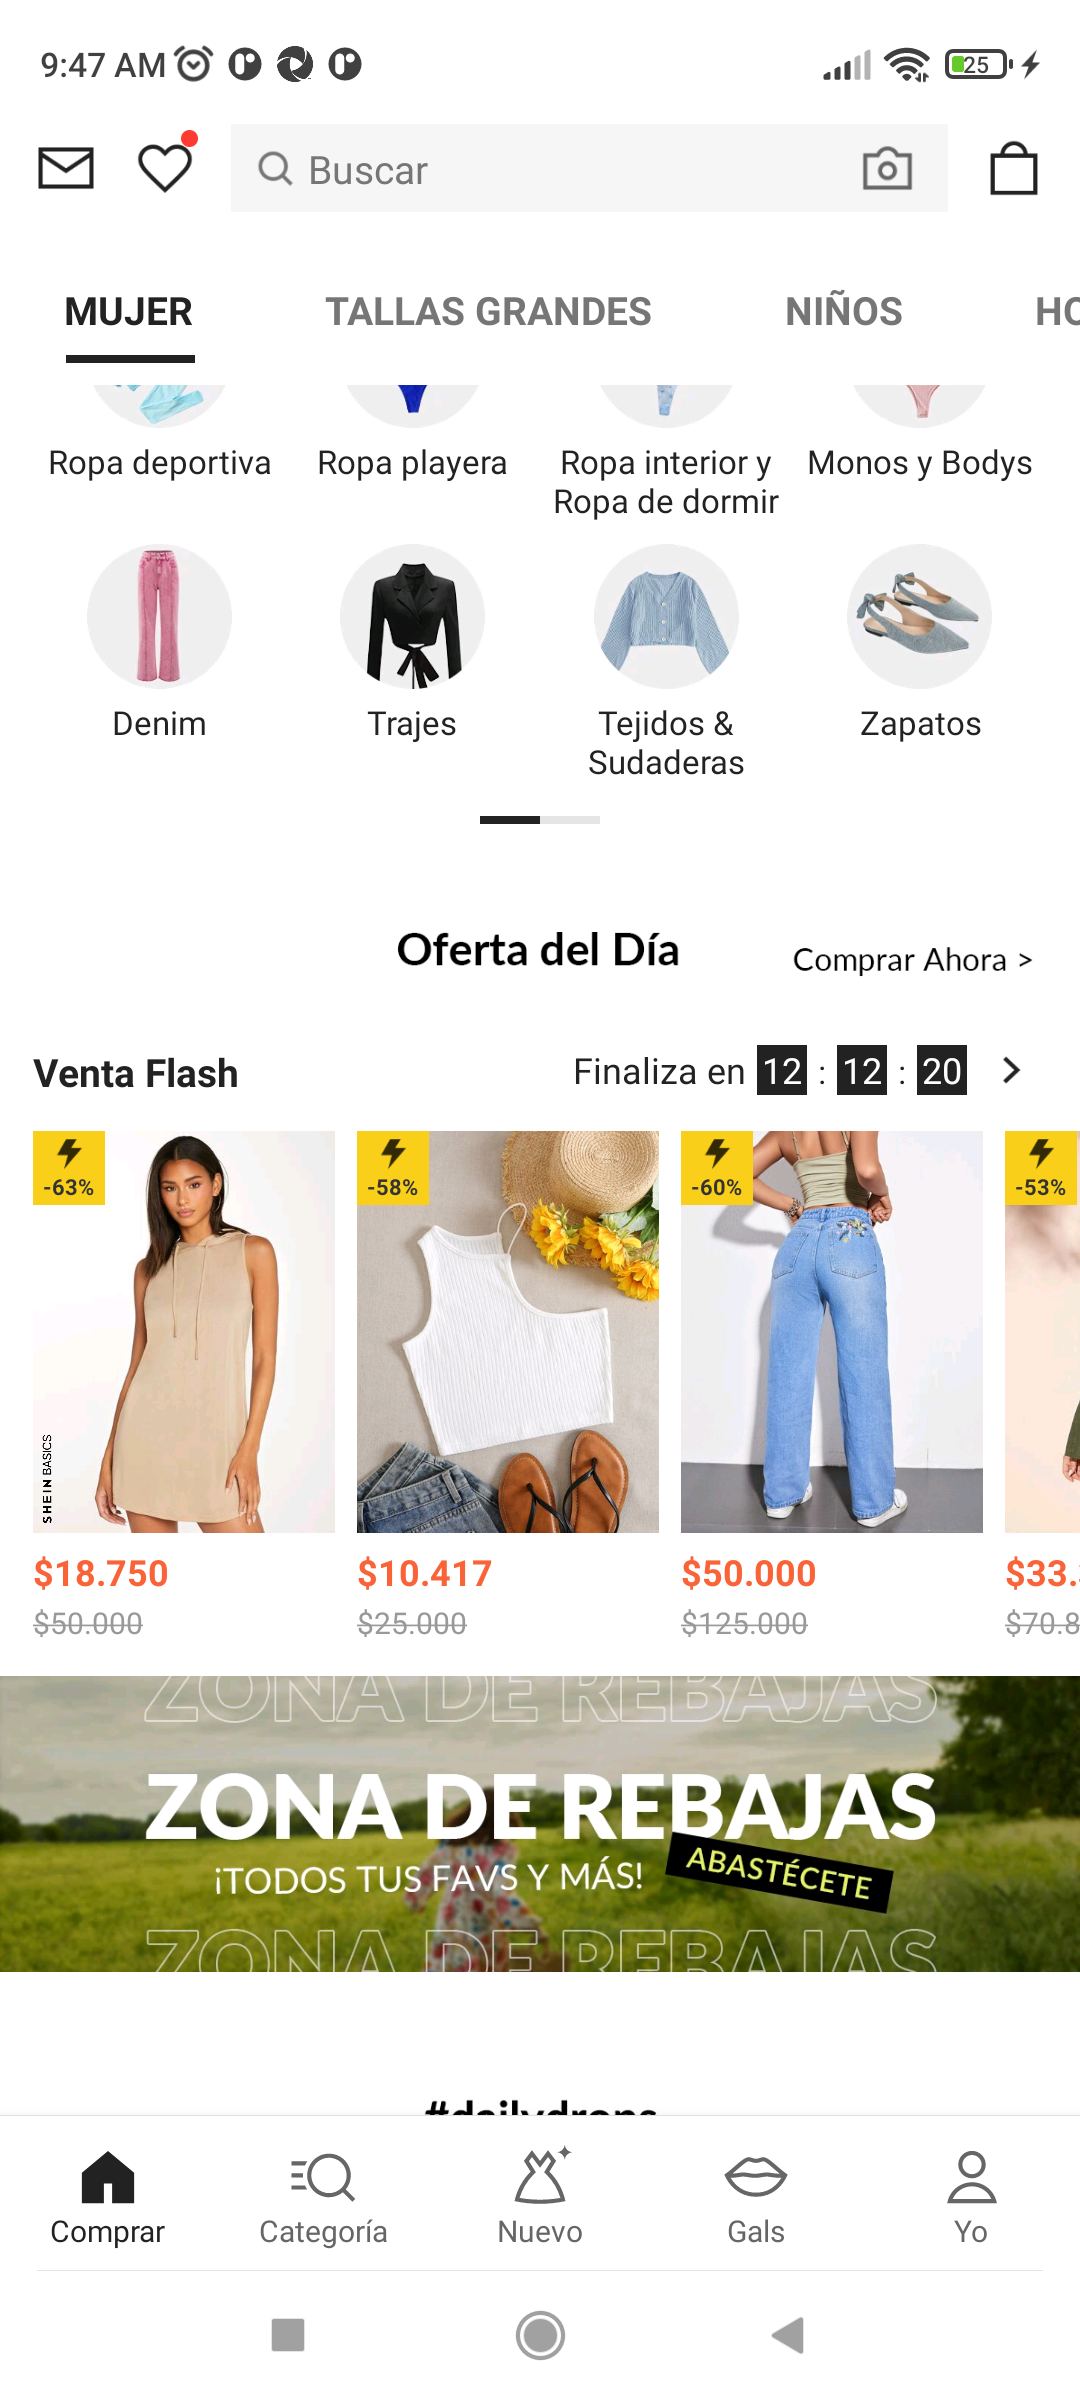 9:47 AM
25
Buscar
MUJER
TALLAS GRANDES
NIÑOS
HO
Ropa deportiva
Ropa playera
Ropa interior y
Ropa de dormir
Monos y Bodys
Denim
Trajes
Tejidos &
Sudaderas
Zapatos
Oferta del Día
Comprar Ahora >
Venta Flash
Finaliza en 12 : 12 : 20
-63%
-58%
-60%
-53%
SHEIN BASICS
$18.750
$50.000
$10.417
$25.000
$50.000
$125.000
$33.
$70.8
ZONA DE REBAJAS
ZONA DE REBAJAS
¡TODOS TUS FAVS Y MÁS!
ABASTÉCETE
ZONA DE REBAJAS
#dailydrops
Comprar
Categoría
Nuevo
Gals
Yo